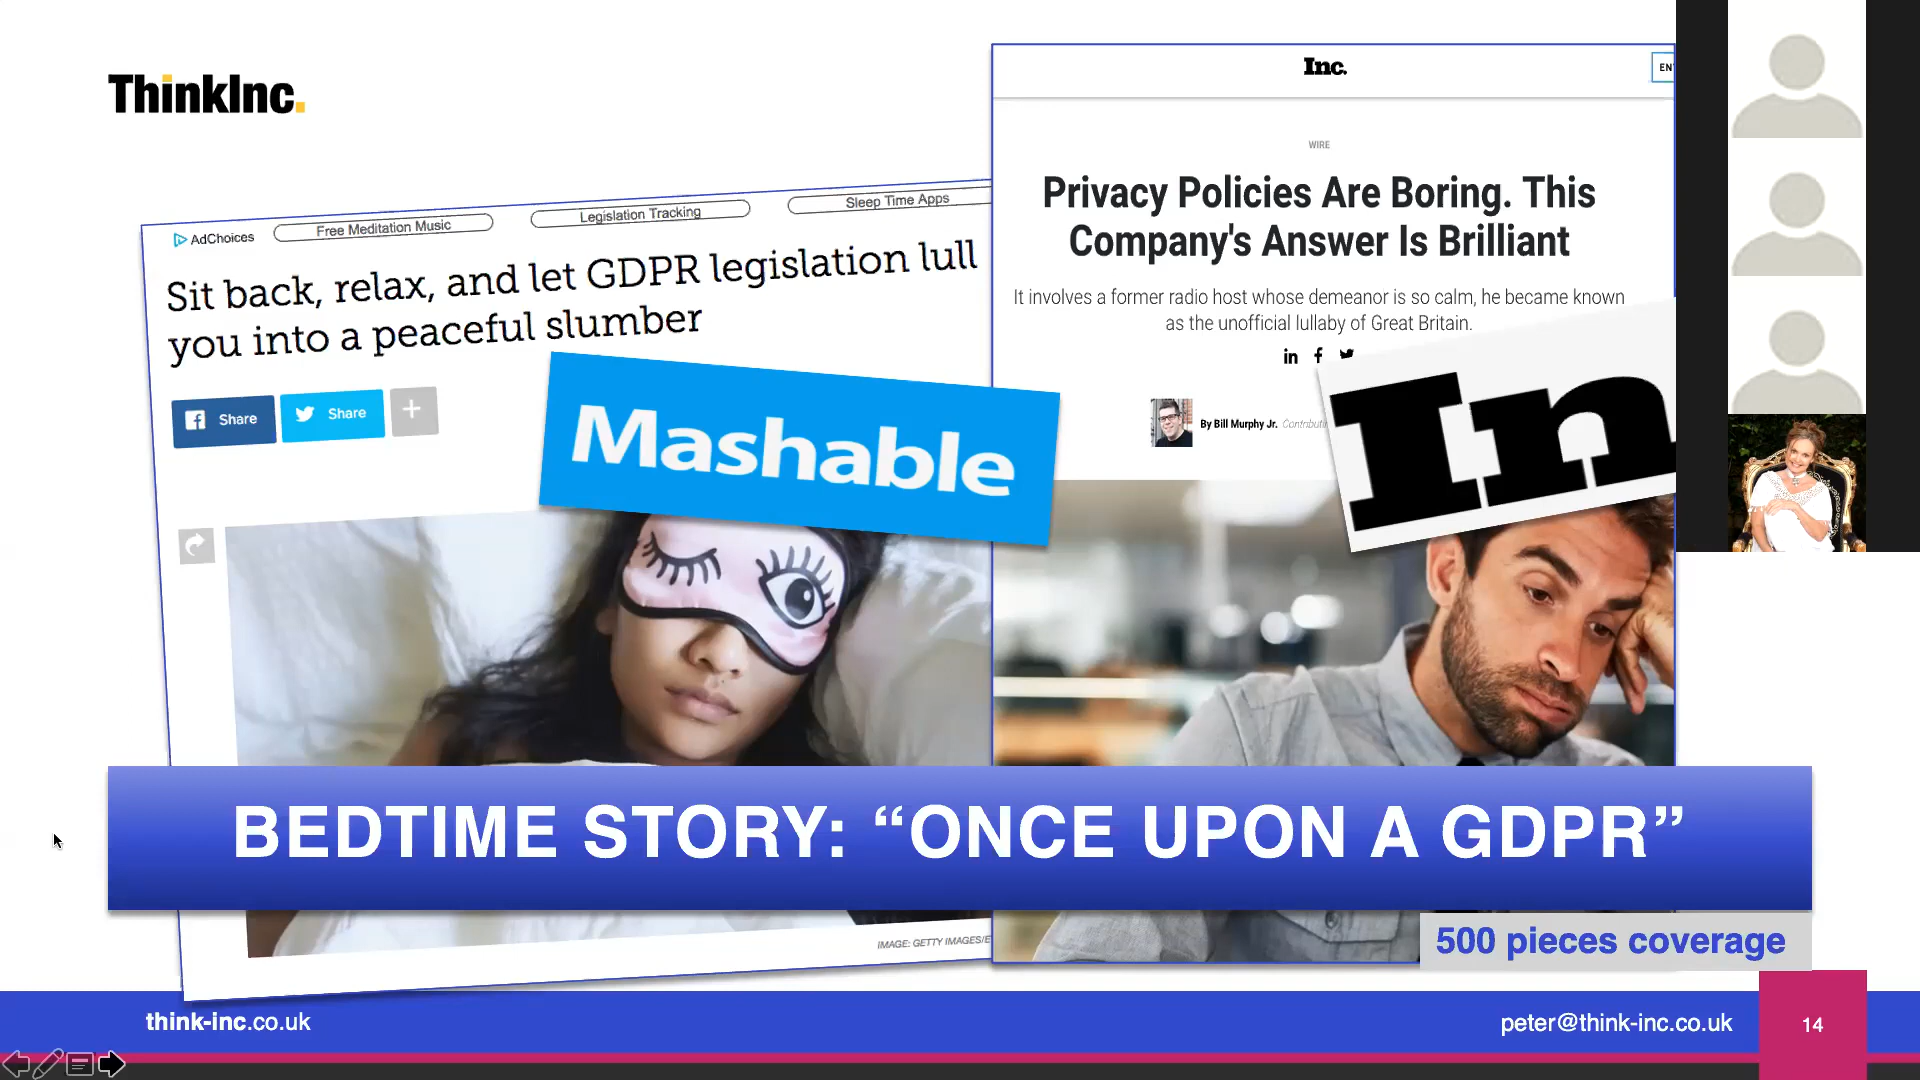 ThinkInc.
AdChoices
Free Meditation Music
Legislation Tracking
Sleep Time Apps
Sit back, relax, and let GDPR legislation lull
you into a peaceful slumber
Share
Share
+
Mashable
IMAGE: GETTY IMAGES/E
Inc.
EN
WIRE
Privacy Policies Are Boring. This
Company's Answer Is Brilliant
It involves a former radio host whose demeanor is so calm, he became known
as the unofficial lullaby of Great Britain.
By Bill Murphy Jr. Contributi
In
BEDTIME STORY: “ONCE UPON A GDPR”
500 pieces coverage
think-inc.co.uk
peter@think-inc.co.uk
14